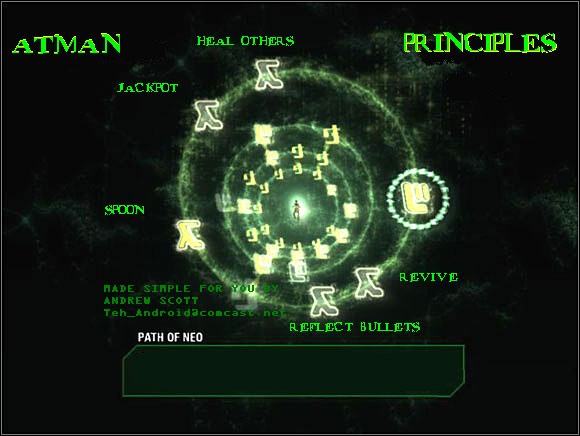 ATMAN PRINCIPLES
HEAL OTHERS
JACKPOT
SPOON
REVIVE
MADE SIMPLE FOR YOU BY
ANDREW SCOTT
Teh_Android@comcast.net
REFLECT BULLETS
PATH OF NEO